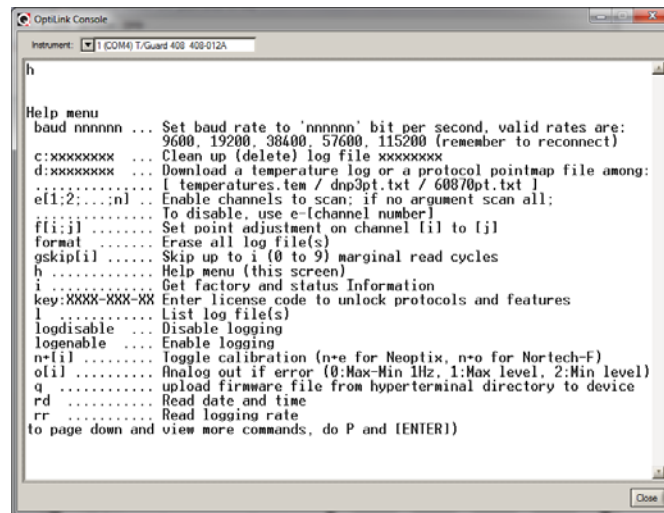 OptiLink Console
Instrument: 1 (COM4) T/Guard 408 408-012A
h
Help menu
baud nnnnnn ... Set baud rate to 'nnnnnn' bit per second, valid rates are:
9600, 19200, 38400, 57600, 115200 (remember to reconnect)
c:xxxxxxxx ... Clean up (delete) log file xxxxxxxx
d:xxxxxxxx ... Download a temperature log or a protocol pointmap file among:
............... [ temperatures.tem / dnp3pt.txt / 60870pt.txt ]
e[1;2;...;n] .. Enable channels to scan; if no argument scan all;
............... To disable, use e-[channel number]
f[i;j] ........ Set point adjustment on channel [i] to [j]
format ....... Erase all log file(s)
gskip[i] ...... Skip up to i (0 to 9) marginal read cycles
h ............. Help menu (this screen)
i ............. Get factory and status Information
key:XXXX-XXX-XX Enter license code to unlock protocols and features
l ............ List log file(s)
logdisable ... Disable logging
logenable .... Enable logging
n+[i] ......... Toggle calibration (n+e for Neoptix, n+o for Nortech-F)
o[i] .......... Analog out if error (0:Max-Min 1Hz, 1:Max level, 2:Min level)
q ............ upload firmware file from hyperterminal directory to device
rd ........... Read date and time
rr ........... Read logging rate
to page down and view more commands, do P and [ENTER])
Close